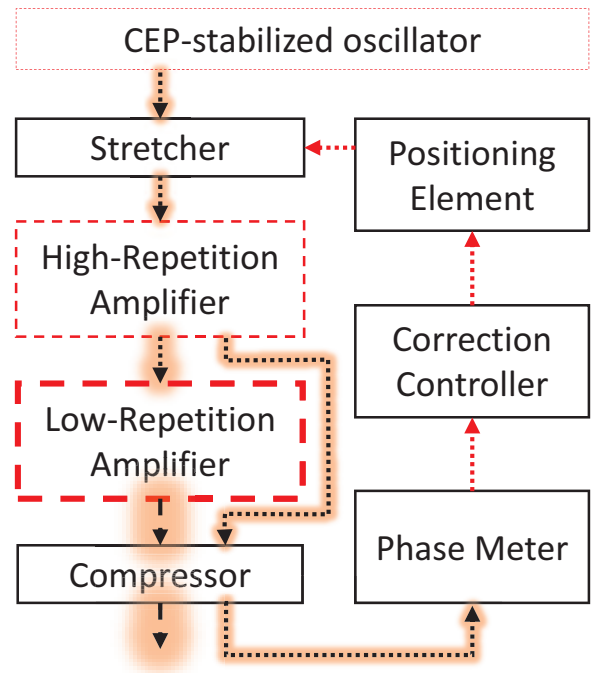 CEP-stabilized oscillator
Stretcher
High-Repetition
Amplifier
Low-Repetition
Amplifier
Compressor
Positioning
Element
Correction
Controller
Phase Meter